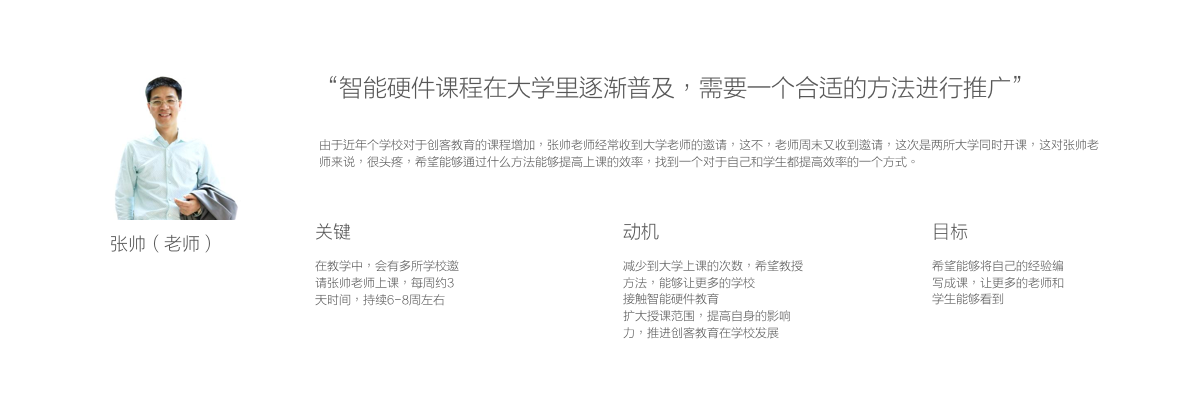 “智能硬件课程在大学里逐渐普及，需要一个合适的方法进行推广”
由于近年个学校对于创客教育的课程增加，张帅老师经常收到大学老师的邀请，这不，老师周末又收到邀请，这次是两所大学同时开课，这对张帅老
师来说，很头疼，希望能够通过什么方法能够提高上课的效率，找到一个对于自己和学生都提高效率的一个方式。
张帅（老师）
关键
在教学中，会有多所学校邀
请张帅老师上课，每周约3
天时间，持续6-8周左右
动机
减少到大学上课的次数，希望教授
方法，能够让更多的学校
接触智能硬件教育
扩大授课范围，提高自身的影响
力，推进创客教育在学校发展
目标
希望能够将自己的经验编
写成课，让更多的老师和
学生能够看到